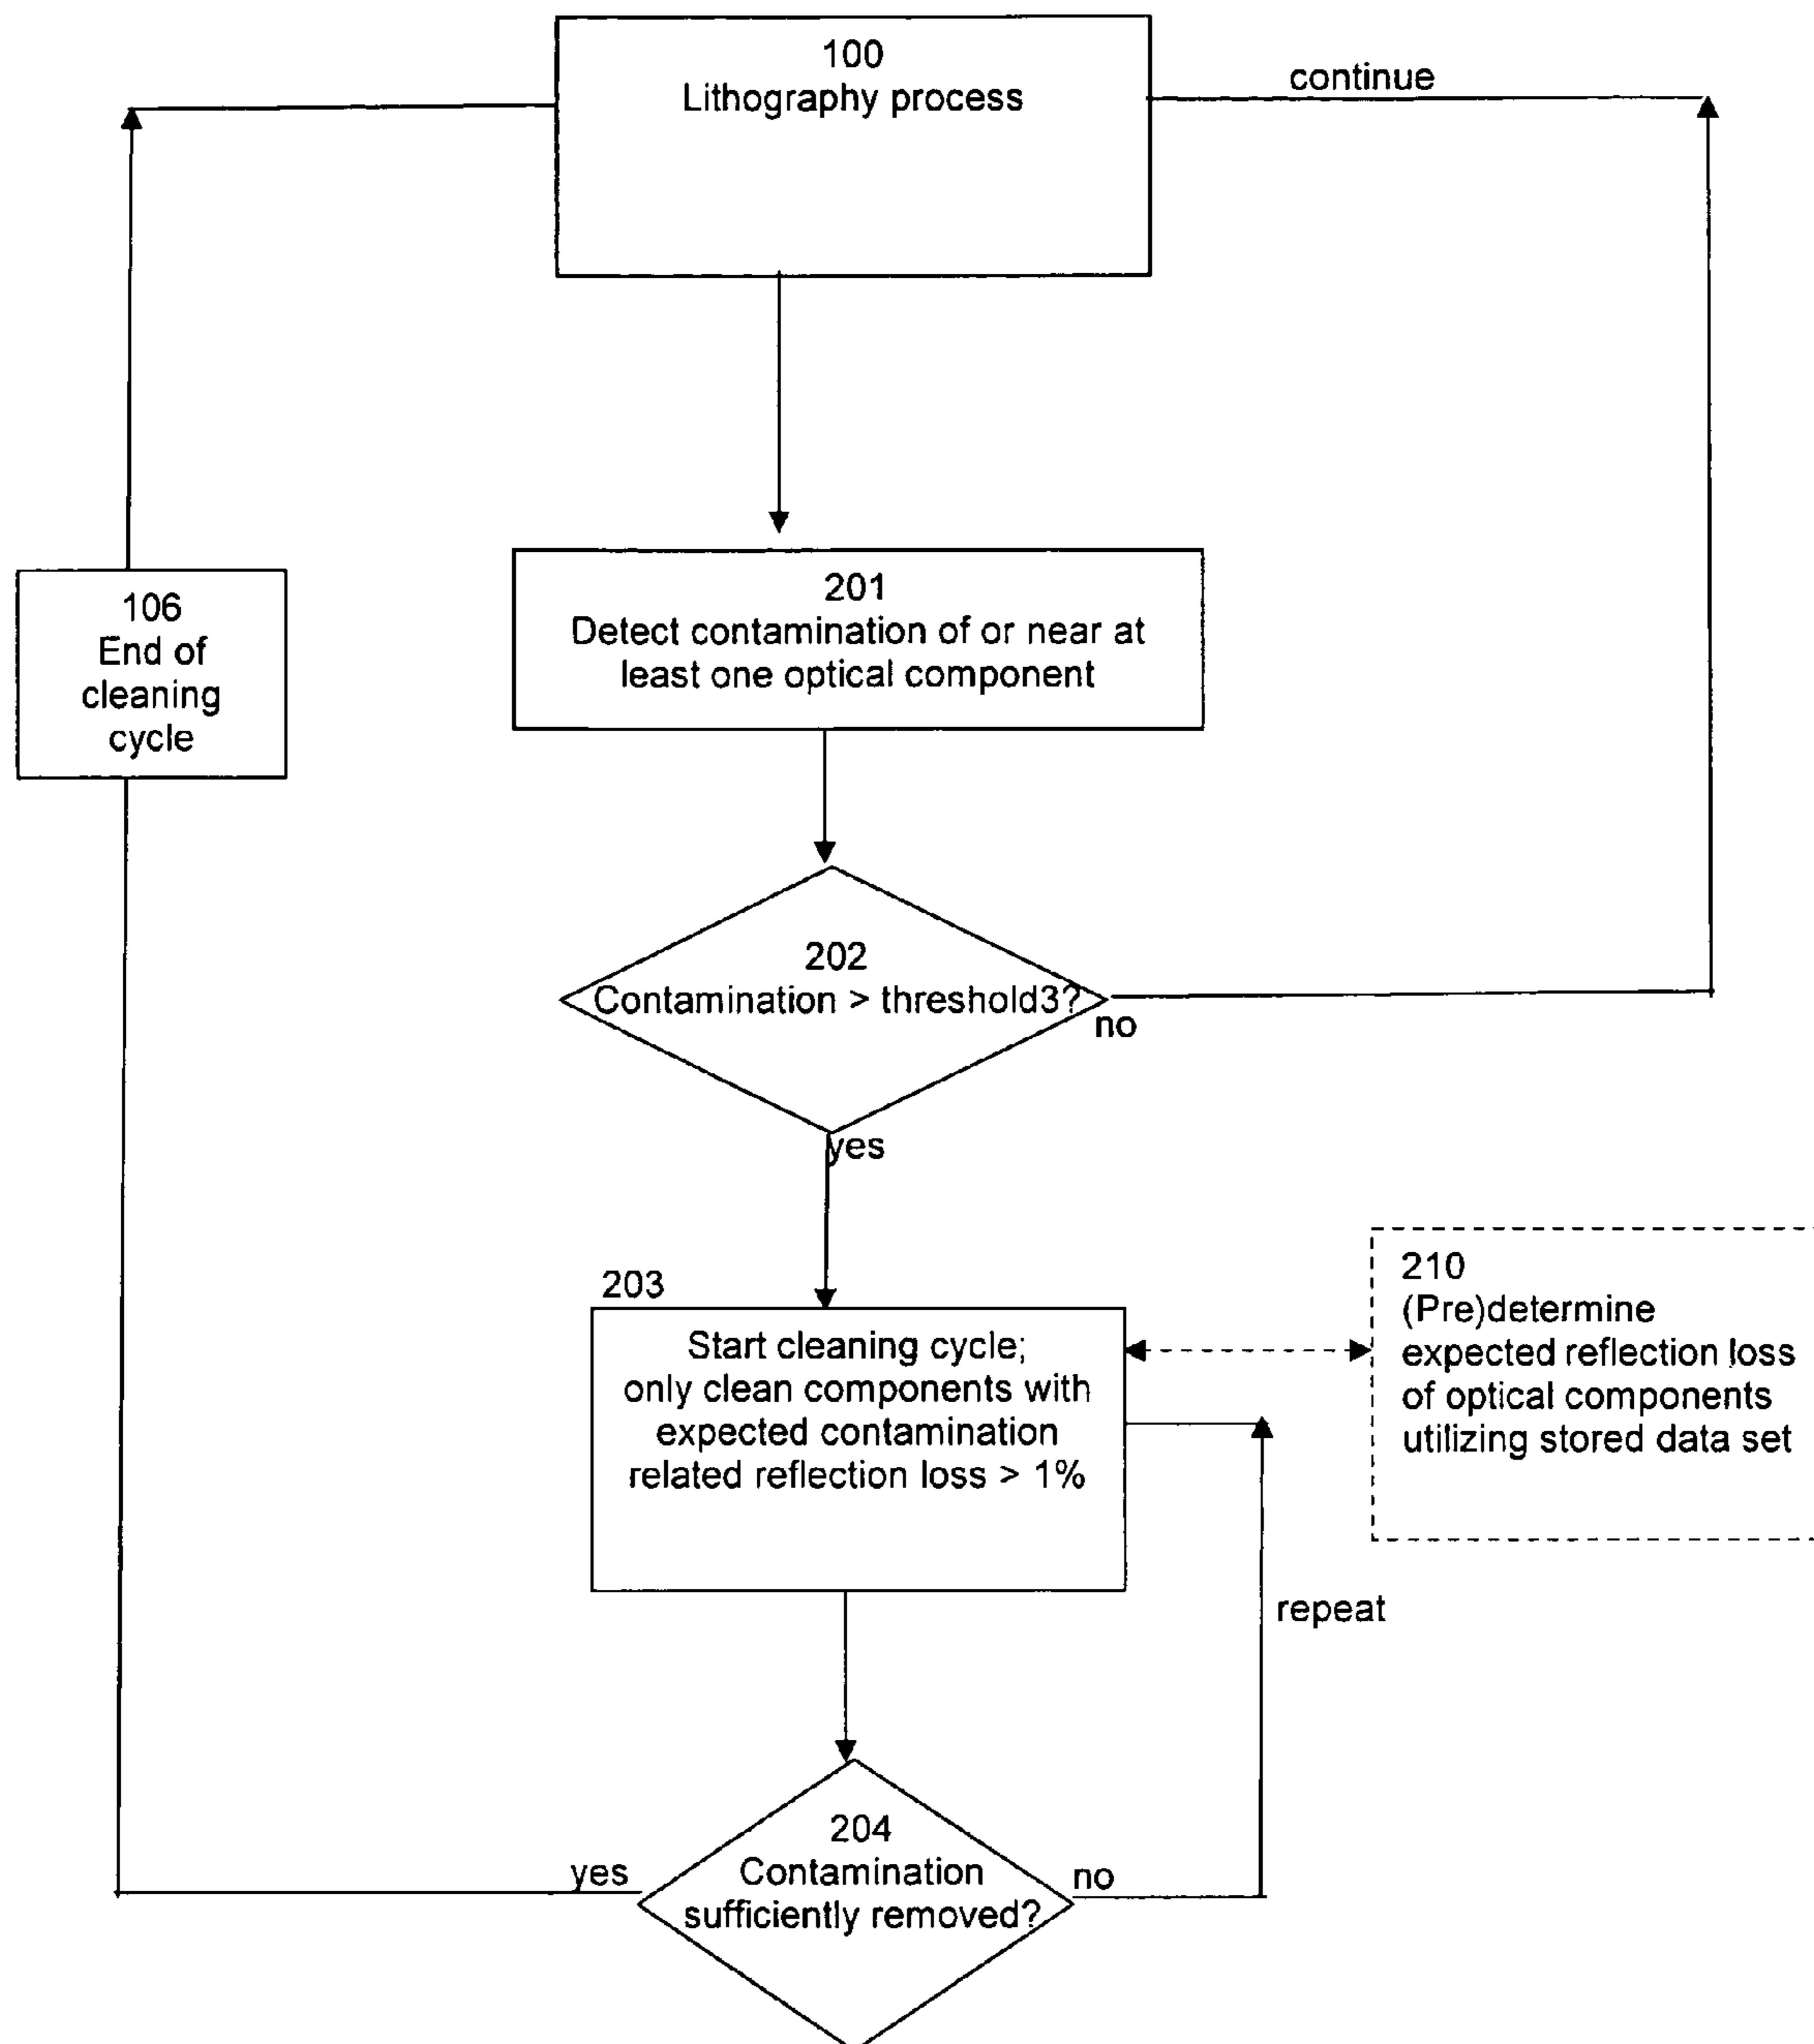 100
Lithography process
continue
201
Detect contamination of or near at
least one optical component
106
End of
cleaning
cycle
202
Contamination > threshold3?
no
yes
203
Start cleaning cycle;
only clean components with
expected contamination
related reflection loss > 1%
210
(Pre)determine
expected reflection loss
of optical components
utilizing stored data set
repeat
204
Contamination
sufficiently removed?
yes
no